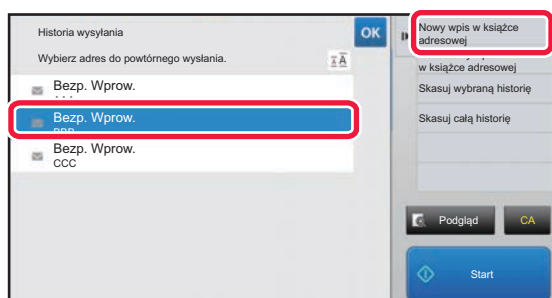 Historia wysyłania
OK
Wybierz adres do powtórnego wysłania.
Bezp. Wprow.
Bezp. Wprow.
BBB
Bezp. Wprow.
CCC
Nowy wpis w książce
adresowej
w książce adresowej
Skasuj wybraną historię
Skasuj całą historię
Podgląd
CA
Start